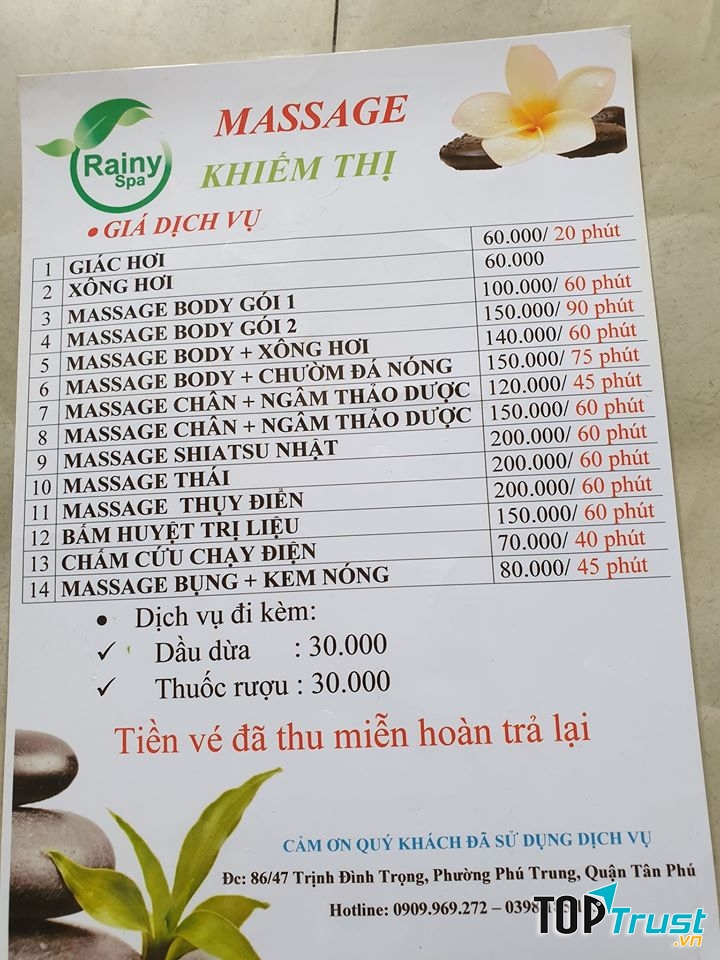 Rainy
Spa
MASSAGE
KHIẾM THỊ
• GIÁ DỊCH VỤ
1 GIÁC HƠI 60.000/ 20 phút
2 XÔNG HƠI 60.000
3 MASSAGE BODY GÓI 1 100.000/ 60 phút
4 MASSAGE BODY GÓI 2 150.000/ 90 phút
5 MASSAGE BODY + XÔNG HƠI 140.000/ 60 phút
6 MASSAGE BODY + CHƯỜM ĐÁ NÓNG 150.000/ 75 phút
7 MASSAGE CHÂN + NGÂM THẢO DƯỢC 120.000/ 45 phút
8 MASSAGE CHÂN + NGÂM THẢO DƯỢC 150.000/ 60 phút
9 MASSAGE SHIATSU NHẬT 200.000/ 60 phút
10 MASSAGE THÁI 200.000/ 60 phút
11 MASSAGE THỤY ĐIỂN 200.000/ 60 phút
12 BẤM HUYỆT TRỊ LIỆU 150.000/ 60 phút
13 CHÂM CỨU CHẠY ĐIỆN 70.000/ 40 phút
14 MASSAGE BỤNG + KEM NÓNG 80.000/ 45 phút
• Dịch vụ đi kèm:
✓ Dầu dừa : 30.000
✓ Thuốc rượu : 30.000
Tiền vé đã thu miễn hoàn trả lại
CẢM ƠN QUÝ KHÁCH ĐÃ SỬ DỤNG DỊCH VỤ
Đc: 86/47 Trịnh Đình Trọng, Phường Phú Trung, Quận Tân Phú
Hotline: 0909.969.272 –
TOPTrust.vn